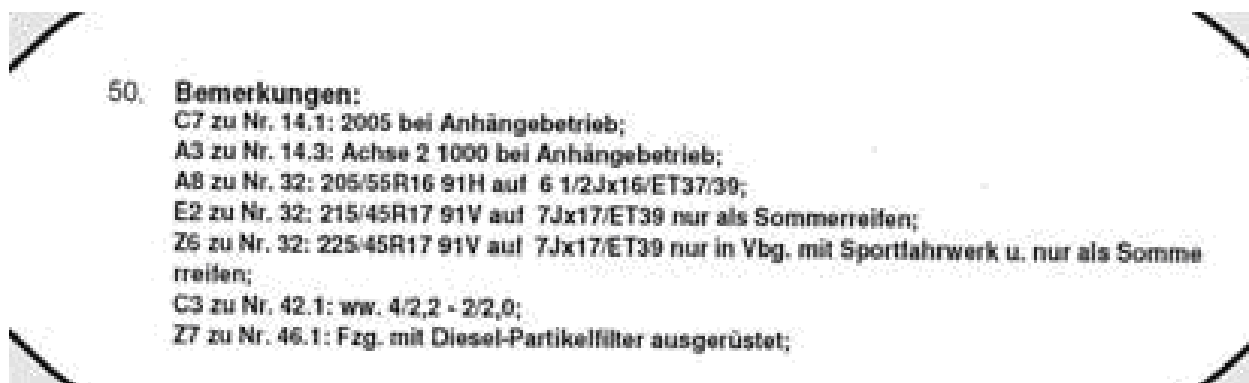 50. Bemerkungen:
C7 zu Nr. 14.1: 2005 bei Anhängebetrieb;
A3 zu Nr. 14.3: Achse 2 1000 bei Anhängebetrieb;
A8 zu Nr. 32: 205/55R16 91H auf 6 1/2Jx16/ET37/39;
E2 zu Nr. 32: 215/45R17 91V auf 7Jx17/ET39 nur als Sommerreifen;
Z6 zu Nr. 32: 225/45R17 91V auf 7Jx17/ET39 nur in Vbg. mit Sportfahrwerk u. nur als Somme
rreifen;
C3 zu Nr. 42.1: ww. 4/2,2 - 2/2,0;
Z7 zu Nr. 46.1: Fzg. mit Diesel-Partikelfilter ausgerüstet;